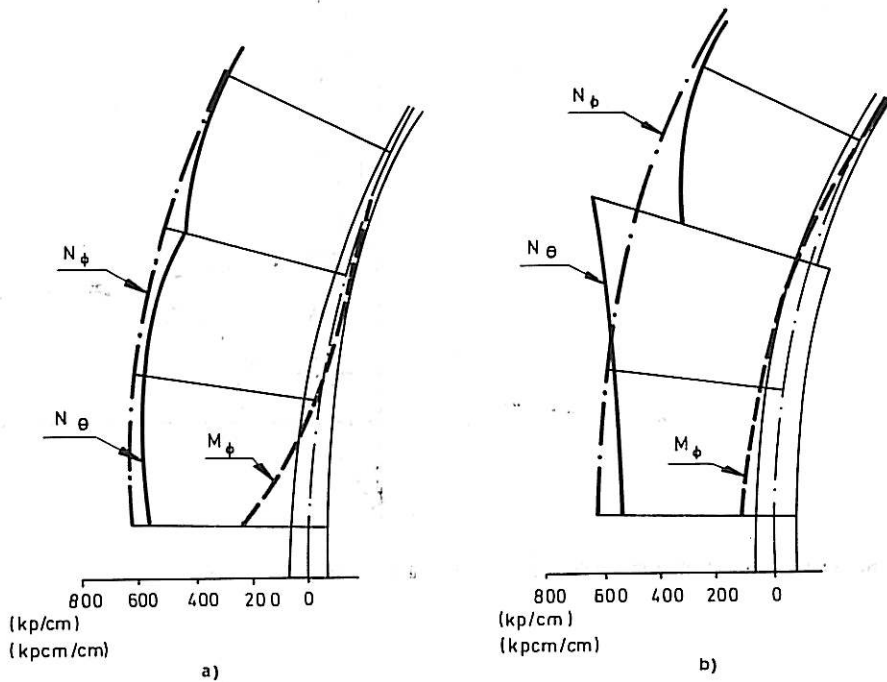 N ϕ
N θ
M ϕ
800 600 400 200 0
(kp/cm)
(kpcm/cm)
a)
N ϕ
N θ
M ϕ
800 600 400 200 0
(kp/cm)
(kpcm/cm)
b)